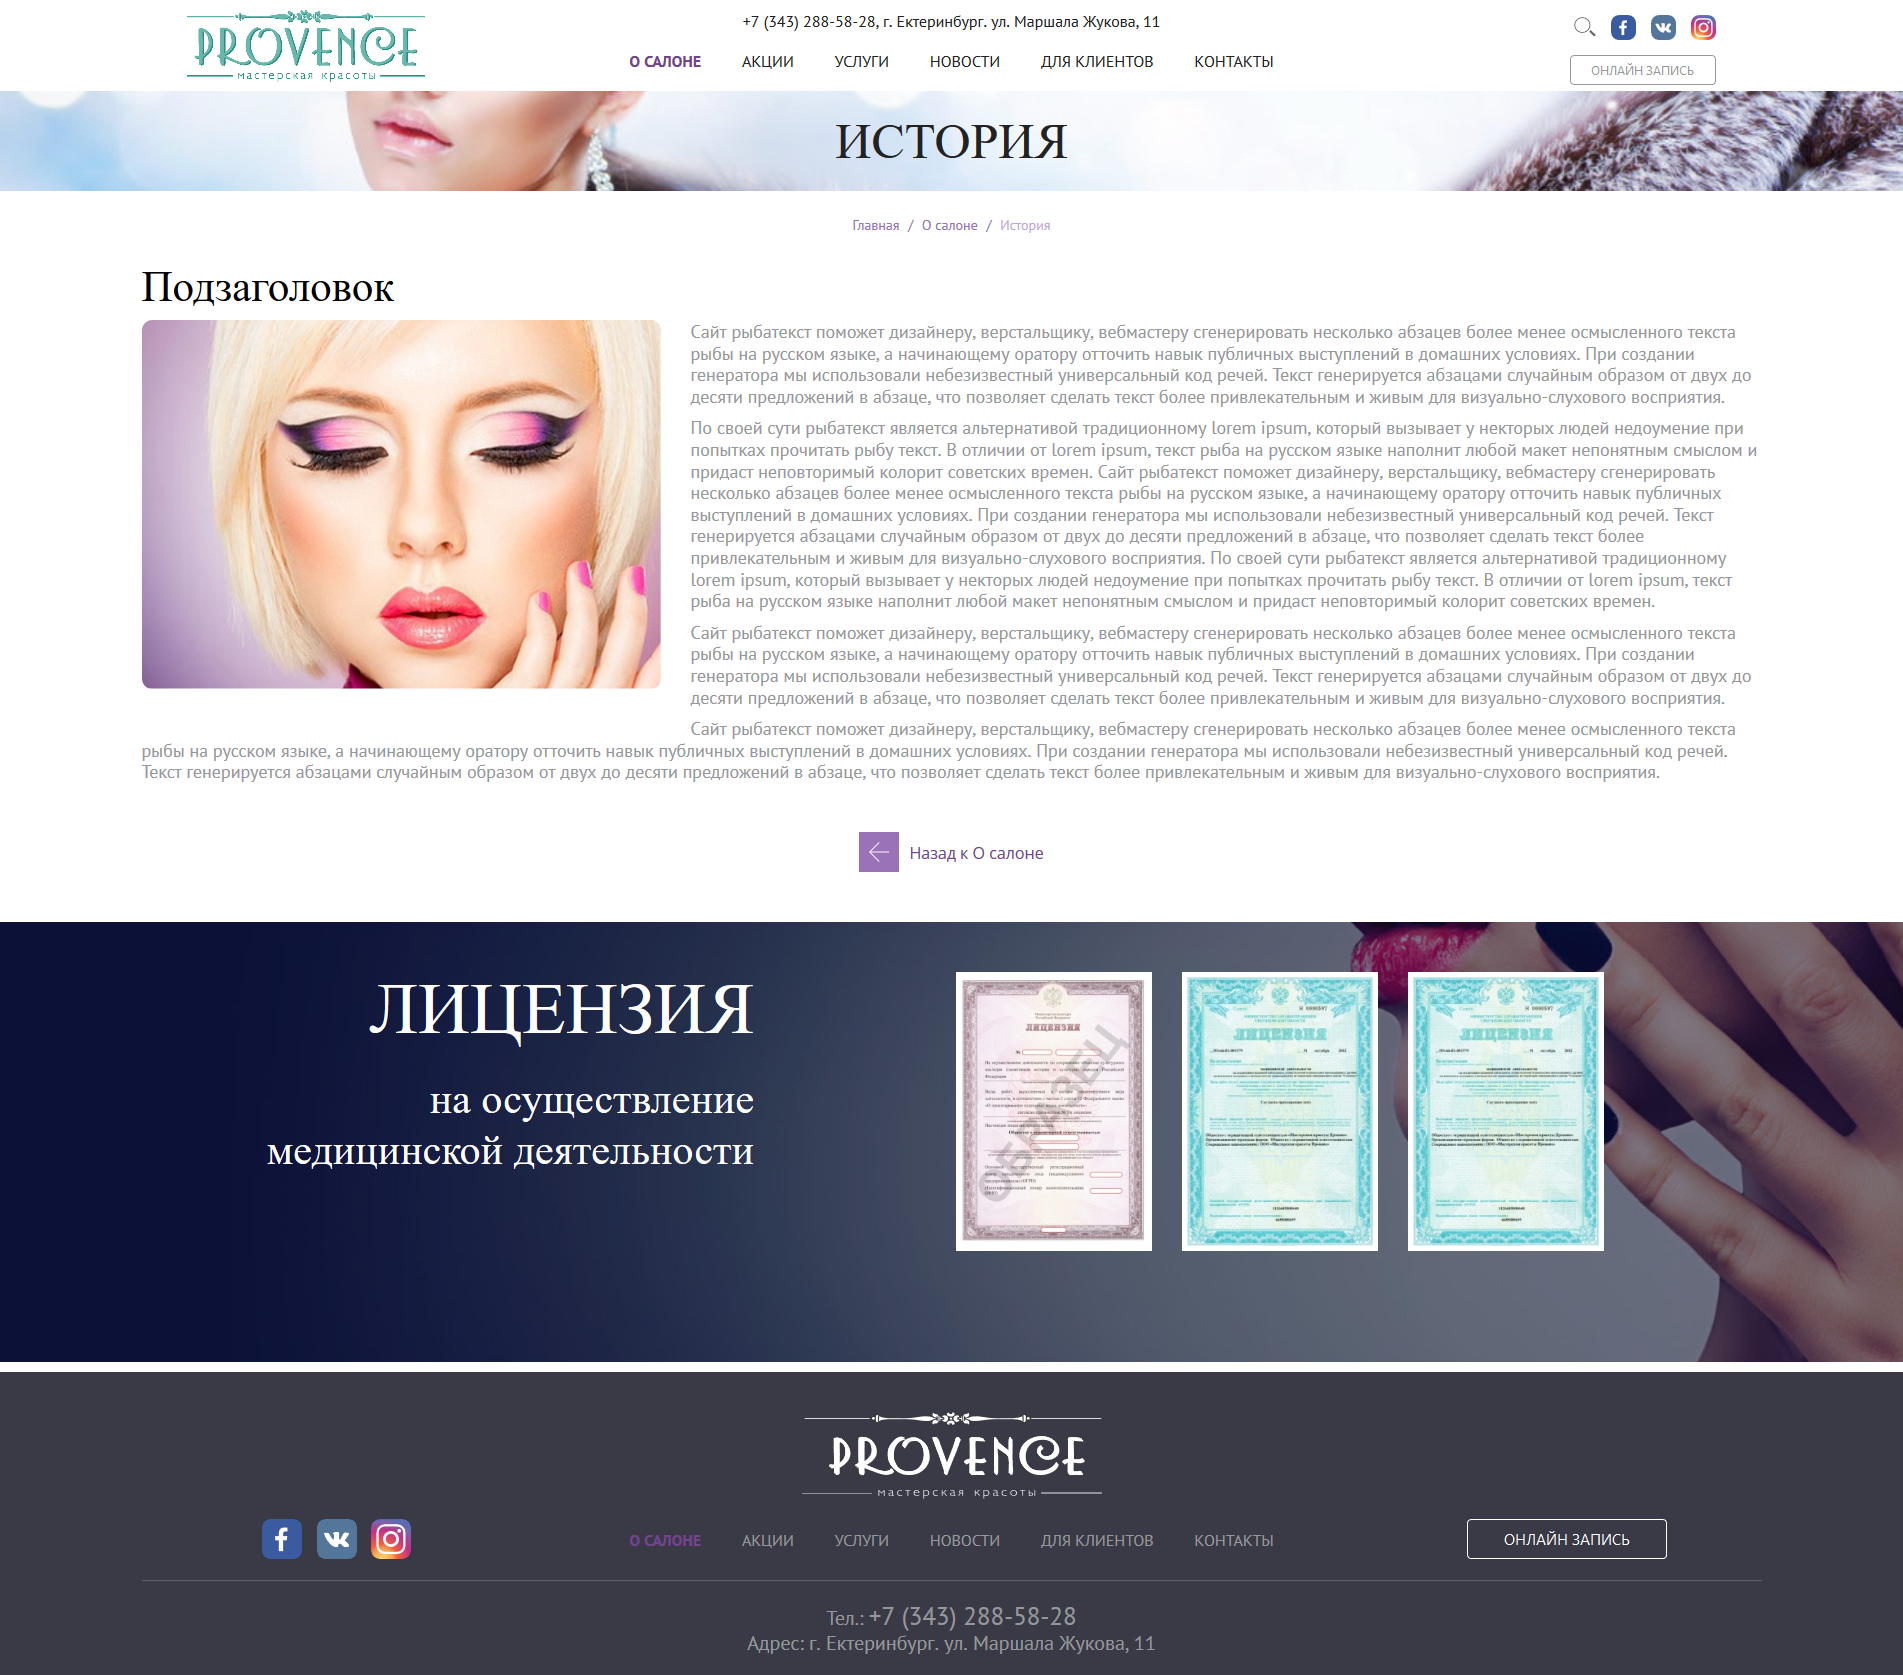 PROVENCE
мастерская красоты
+7 (343) 288-58-28, г. Ектеринбург. ул. Маршала Жукова, 11
О САЛОНЕ АКЦИИ УСЛУГИ НОВОСТИ ДЛЯ КЛИЕНТОВ КОНТАКТЫ
ОНЛАЙН ЗАПИСЬ
ИСТОРИЯ
Главная / О салоне / История
Подзаголовок
Сайт рыбатекст поможет дизайнеру, верстальщику, вебмастеру сгенерировать несколько абзацев более менее осмысленного текста
рыбы на русском языке, а начинающему оратору отточить навык публичных выступлений в домашних условиях. При создании
генератора мы использовали небезизвестный универсальный код речей. Текст генерируется абзацами случайным образом от двух до
десяти предложений в абзаце, что позволяет сделать текст более привлекательным и живым для визуально-слухового восприятия.
По своей сути рыбатекст является альтернативой традиционному lorem ipsum, который вызывает у некторых людей недоумение при
попытках прочитать рыбу текст. В отличии от lorem ipsum, текст рыба на русском языке наполнит любой макет непонятным смыслом и
придаст неповторимый колорит советских времен. Сайт рыбатекст поможет дизайнеру, верстальщику, вебмастеру сгенерировать
несколько абзацев более менее осмысленного текста рыбы на русском языке, а начинающему оратору отточить навык публичных
выступлений в домашних условиях. При создании генератора мы использовали небезизвестный универсальный код речей. Текст
генерируется абзацами случайным образом от двух до десяти предложений в абзаце, что позволяет сделать текст более
привлекательным и живым для визуально-слухового восприятия. По своей сути рыбатекст является альтернативой традиционному
lorem ipsum, который вызывает у некторых людей недоумение при попытках прочитать рыбу текст. В отличии от lorem ipsum, текст
рыба на русском языке наполнит любой макет непонятным смыслом и придаст неповторимый колорит советских времен.
Сайт рыбатекст поможет дизайнеру, верстальщику, вебмастеру сгенерировать несколько абзацев более менее осмысленного текста
рыбы на русском языке, а начинающему оратору отточить навык публичных выступлений в домашних условиях. При создании
генератора мы использовали небезизвестный универсальный код речей. Текст генерируется абзацами случайным образом от двух до
десяти предложений в абзаце, что позволяет сделать текст более привлекательным и живым для визуально-слухового восприятия.
Сайт рыбатекст поможет дизайнеру, верстальщику, вебмастеру сгенерировать несколько абзацев более менее осмысленного текста
рыбы на русском языке, а начинающему оратору отточить навык публичных выступлений в домашних условиях. При создании генератора мы использовали небезизвестный универсальный код речей.
Текст генерируется абзацами случайным образом от двух до десяти предложений в абзаце, что позволяет сделать текст более привлекательным и живым для визуально-слухового восприятия.
Назад к О салоне
ЛИЦЕНЗИЯ
на осуществление
медицинской деятельности
ЛИЦЕНЗИЯ
ОБРАЗЕЦ
ЛИЦЕНЗИЯ
ЛИЦЕНЗИЯ
PROVENCE
мастерская красоты
О САЛОНЕ АКЦИИ УСЛУГИ НОВОСТИ ДЛЯ КЛИЕНТОВ КОНТАКТЫ
ОНЛАЙН ЗАПИСЬ
Тел.: +7 (343) 288-58-28
Адрес: г. Ектеринбург. ул. Маршала Жукова, 11